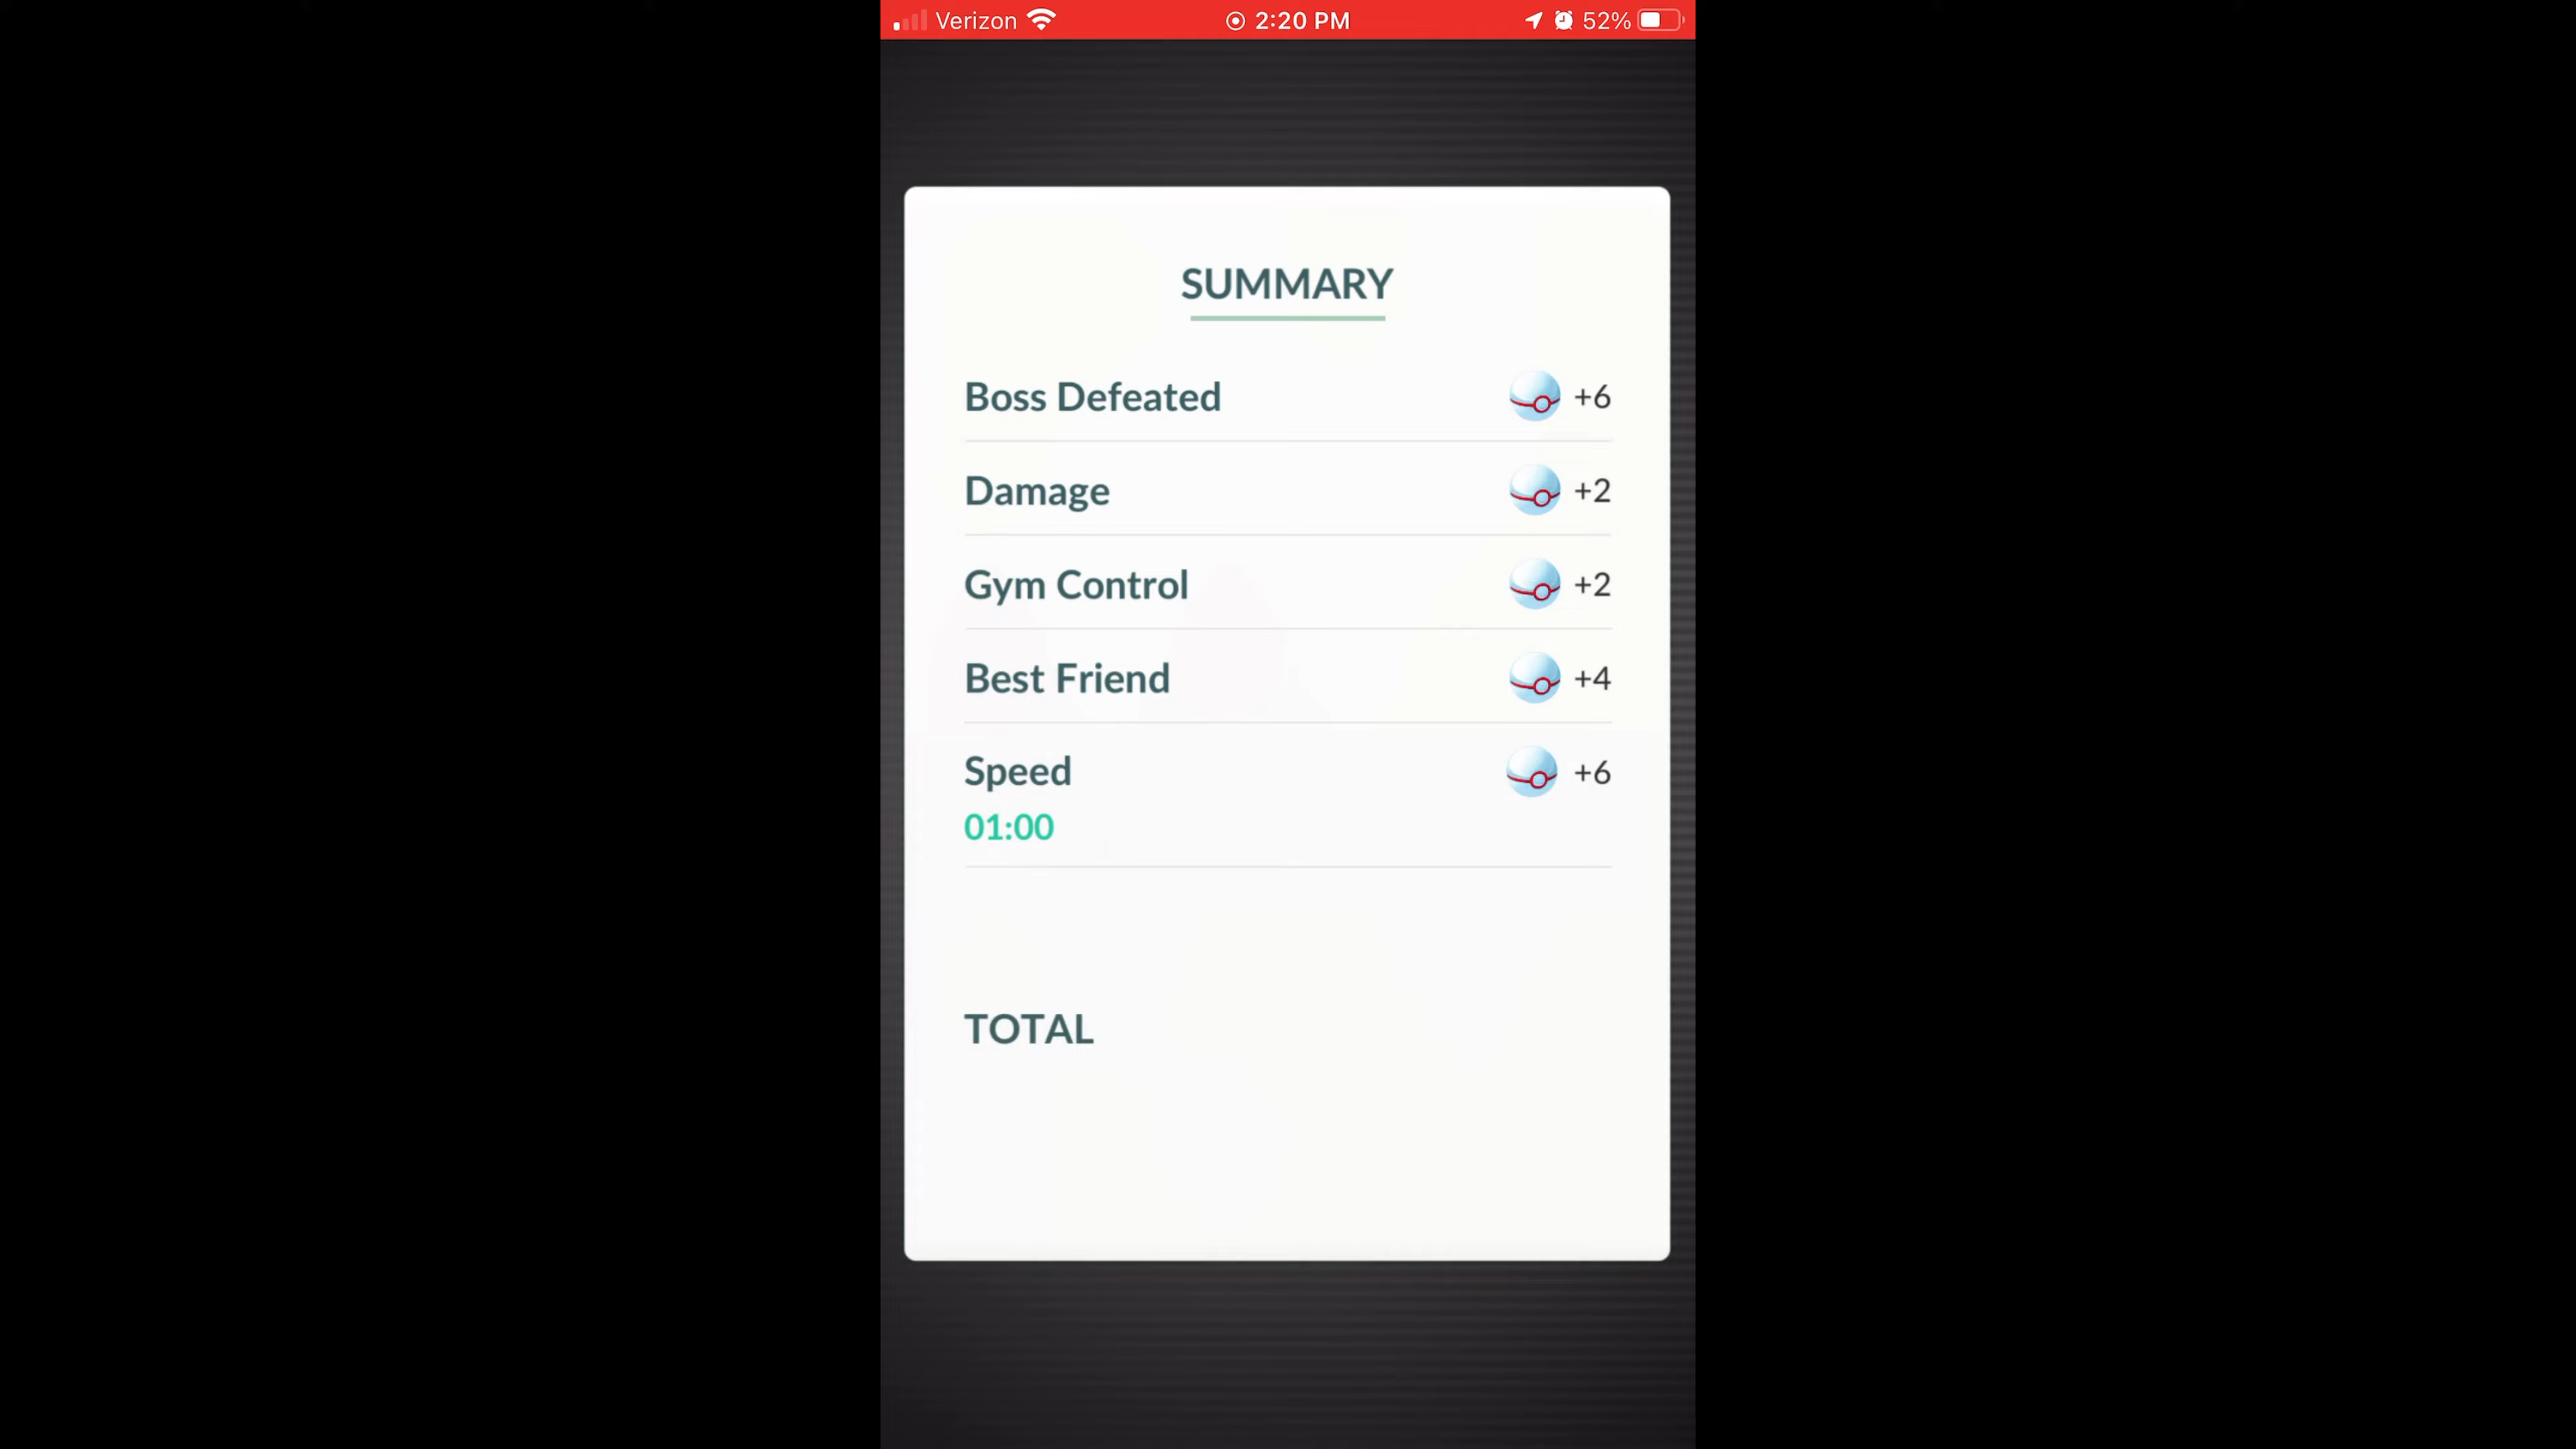 Verizon 2:20 PM 52%
SUMMARY
Boss Defeated +6
Damage +2
Gym Control +2
Best Friend +4
Speed +6
01:00
TOTAL